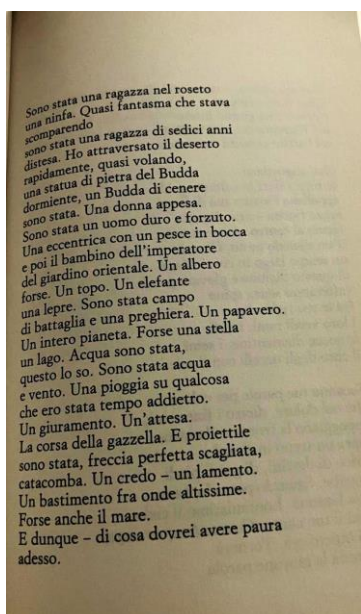 Sono stata una ragazza nel roseto
una ninfa. Quasi fantasma che stava
scomparendo
sono stata una ragazza di sedici anni
distesa. Ho attraversato il deserto
rapidamente, quasi volando,
una statua di pietra del Budda
dormiente, un Budda di cenere
sono stata. Una donna appesa.
Sono stata un uomo duro e forzuto.
Una eccentrica con un pesce in bocca
e poi il bambino dell'imperatore
del giardino orientale. Un albero
forse. Un topo. Un elefante
una lepre. Sono stata campo
di battaglia e una preghiera. Un papavero.
Un intero pianeta. Forse una stella
un lago. Acqua sono stata,
questo lo so. Sono stata acqua
e vento. Una pioggia su qualcosa
che ero stata tempo addietro.
Un giuramento. Un'attesa.
La corsa della gazzella. E proiettile
sono stata, freccia perfetta scagliata,
catacomba. Un credo – un lamento.
Un bastimento fra onde altissime.
Forse anche il mare.
E dunque – di cosa dovrei avere paura
adesso.